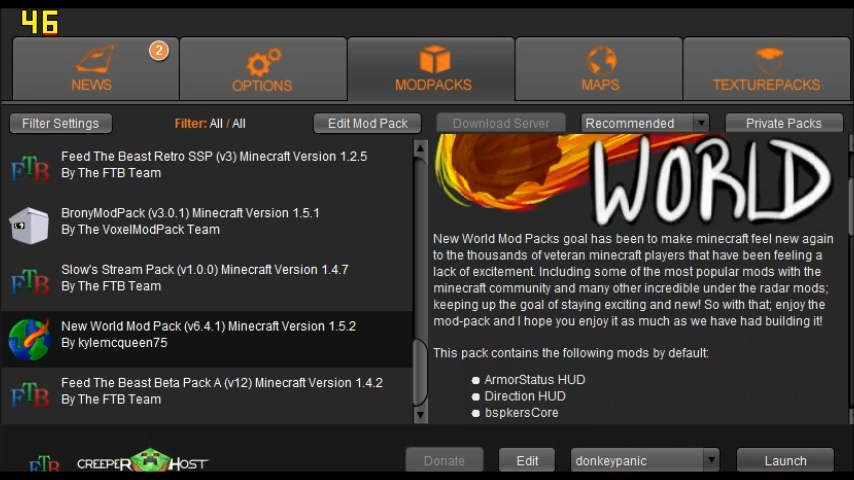 46
2
NEWS
OPTIONS
MODPACKS
MAPS
TEXTUREPACKS
Filter Settings
Filter: All / All
Edit Mod Pack
Download Server
Recommended
Private Packs
Feed The Beast Retro SSP (v3) Minecraft Version 1.2.5
By The FTB Team
BronyModPack (v3.0.1) Minecraft Version 1.5.1
By The VoxelModPack Team
Slow's Stream Pack (v1.0.0) Minecraft Version 1.4.7
By The FTB Team
New World Mod Pack (v6.4.1) Minecraft Version 1.5.2
By kylemcqueen75
Feed The Beast Beta Pack A (v12) Minecraft Version 1.4.2
By The FTB Team
FTB
FTB
FTB
WORLD
New World Mod Packs goal has been to make minecraft feel new again
to the thousands of veteran minecraft players that have been feeling a
lack of excitement. Including some of the most popular mods with the
minecraft community and many other incredible under the radar mods;
keeping up the goal of staying exciting and new! So with that; enjoy the
mod-pack and I hope you enjoy it as much as we have had building it!
This pack contains the following mods by default:
ArmorStatus HUD
Direction HUD
bspkersCore
FTB
CREEPER HOST
Donate
Edit
donkeypanic
Launch